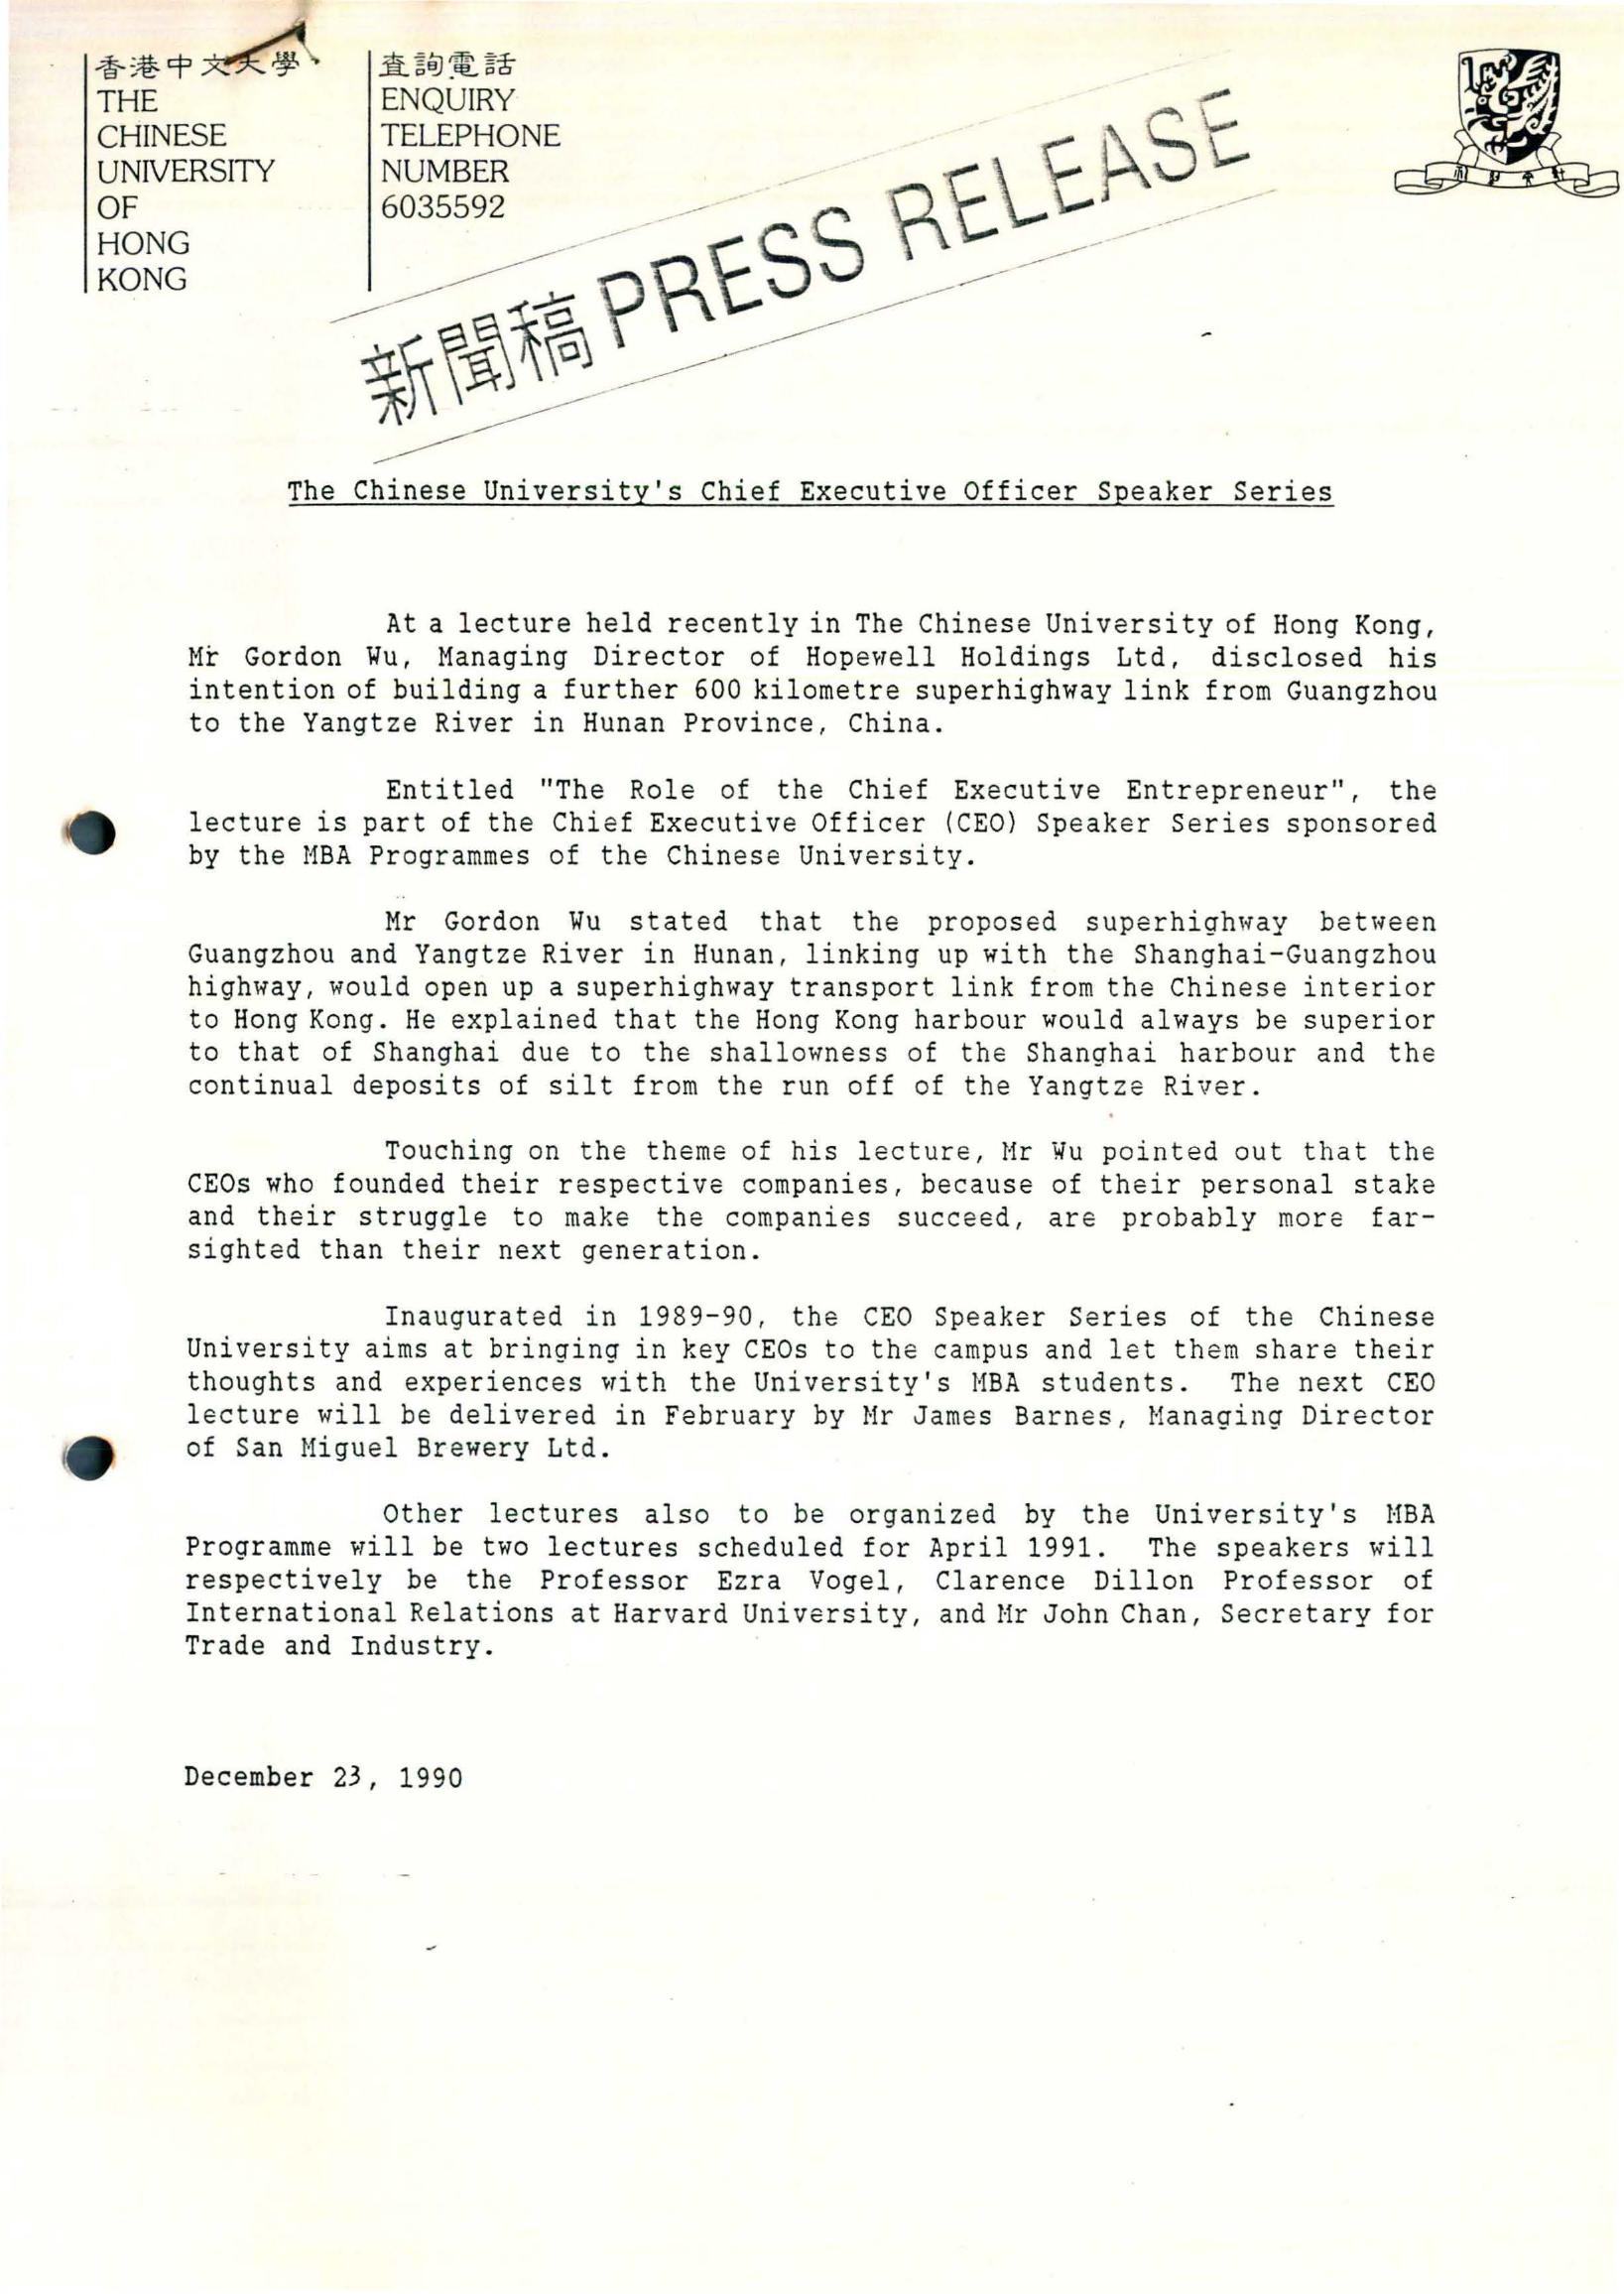 香港中文大學
THE
CHINESE
UNIVERSITY
OF
HONG
KONG
查詢電話
ENQUIRY
TELEPHONE
NUMBER
6035592
新聞稿 PRESS RELEASE
The Chinese University's Chief Executive Officer Speaker Series
At a lecture held recently in The Chinese University of Hong Kong,
Mr Gordon Wu, Managing Director of Hopewell Holdings Ltd, disclosed his
intention of building a further 600 kilometre superhighway link from Guangzhou
to the Yangtze River in Hunan Province, China.
Entitled "The Role of the Chief Executive Entrepreneur", the
lecture is part of the Chief Executive Officer (CEO) Speaker Series sponsored
by the MBA Programmes of the Chinese University.
Mr Gordon Wu stated that the proposed superhighway between
Guangzhou and Yangtze River in Hunan, linking up with the Shanghai-Guangzhou
highway, would open up a superhighway transport link from the Chinese interior
to Hong Kong. He explained that the Hong Kong harbour would always be superior
to that of Shanghai due to the shallowness of the Shanghai harbour and the
continual deposits of silt from the run off of the Yangtze River.
Touching on the theme of his lecture, Mr Wu pointed out that the
CEOs who founded their respective companies, because of their personal stake
and their struggle to make the companies succeed, are probably more far-
sighted than their next generation.
Inaugurated in 1989-90, the CEO Speaker Series of the Chinese
University aims at bringing in key CEOs to the campus and let them share their
thoughts and experiences with the University's MBA students. The next CEO
lecture will be delivered in February by Mr James Barnes, Managing Director
of San Miguel Brewery Ltd.
Other lectures also to be organized by the University's MBA
Programme will be two lectures scheduled for April 1991. The speakers will
respectively be the Professor Ezra Vogel, Clarence Dillon Professor of
International Relations at Harvard University, and Mr John Chan, Secretary for
Trade and Industry.
December 23, 1990